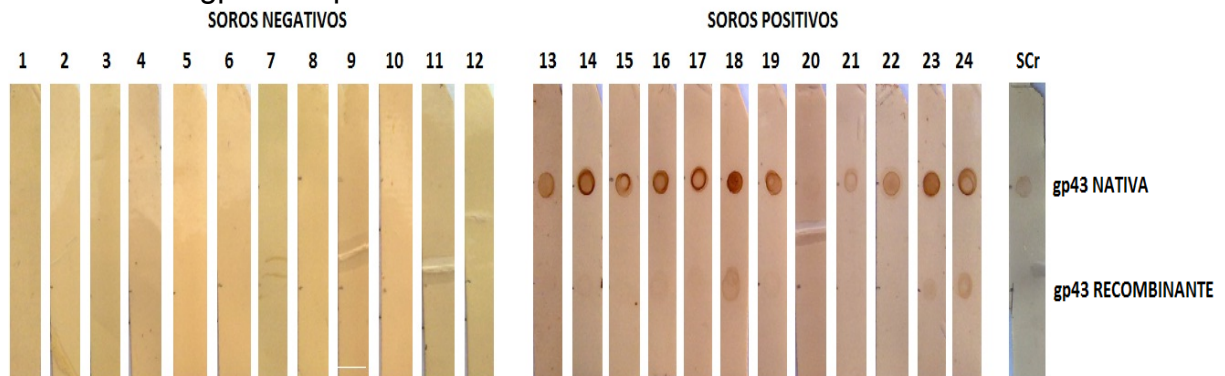 SOROS NEGATIVOS SOROS POSITIVOS
1 2 3 4 5 6 7 8 9 10 11 12 13 14 15 16 17 18 19 20 21 22 23 24 SCr
gp43 NATIVA
gp43 RECOMBINANTE